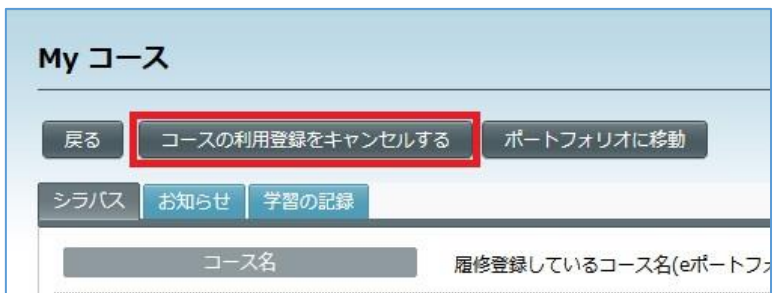 My コース
戻る コースの利用登録をキャンセルする ポートフォリオに移動
シラバス お知らせ 学習の記録
コース名 履修登録しているコース名(eポートフォ